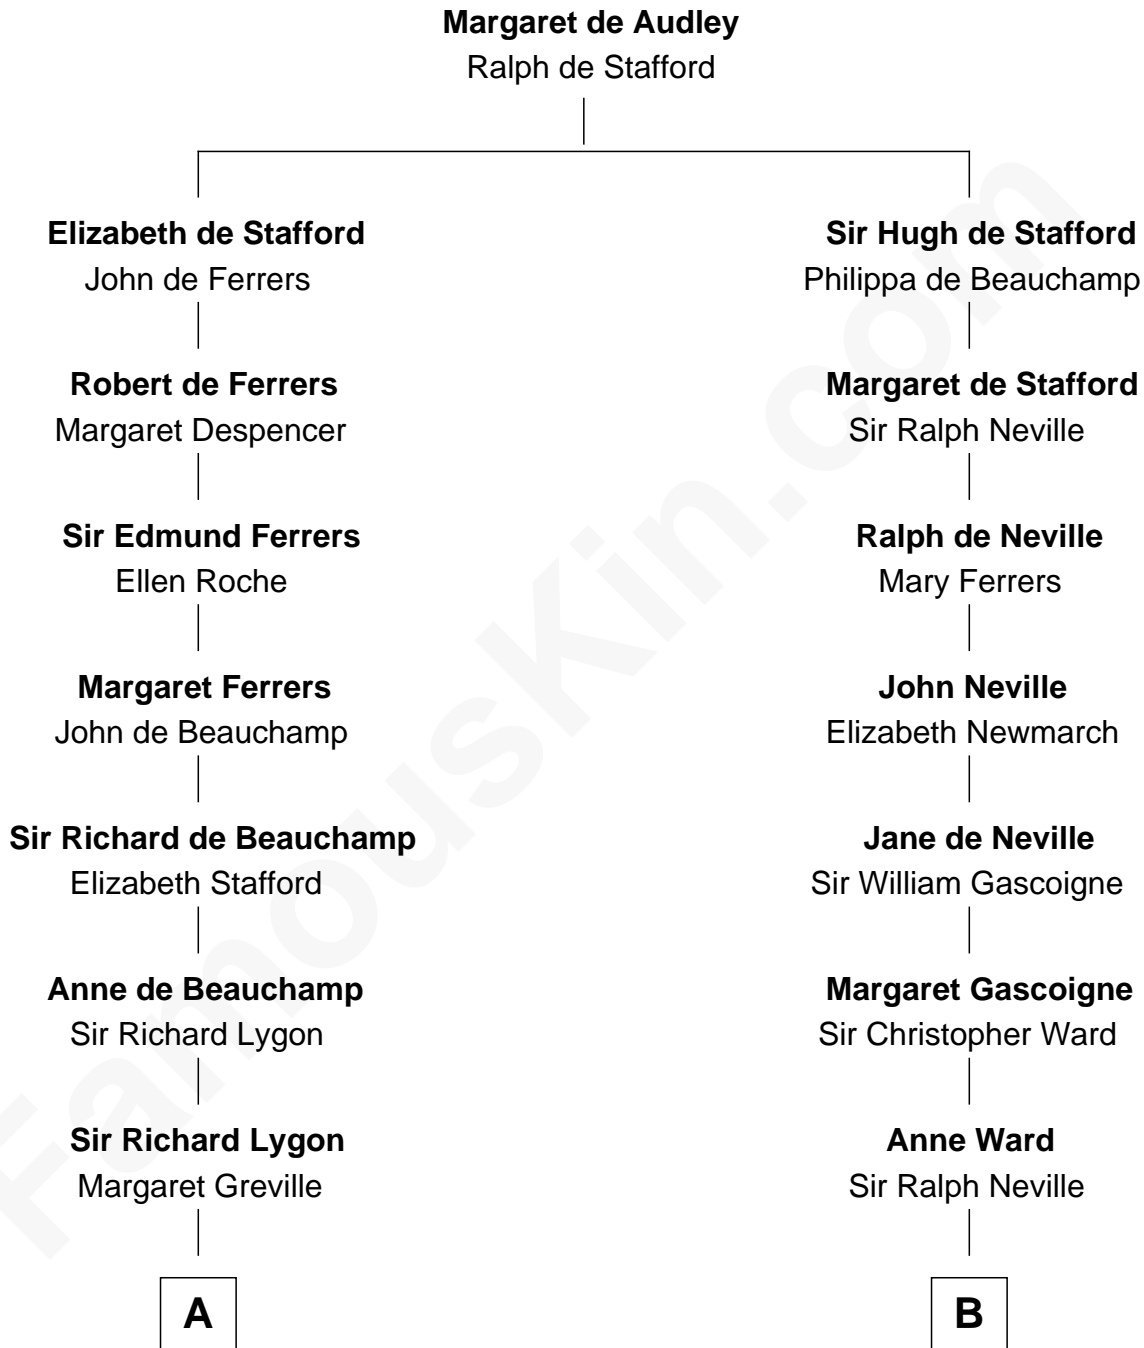 Margaret de Audley
Ralph de Stafford
Elizabeth de Stafford
John de Ferrers
Sir Hugh de Stafford
Philippa de Beauchamp
Robert de Ferrers
Margaret Despencer
Margaret de Stafford
Sir Ralph Neville
Sir Edmund Ferrers
Ellen Roche
Ralph de Neville
Mary Ferrers
Margaret Ferrers
John de Beauchamp
John Neville
Elizabeth Newmarch
Sir Richard de Beauchamp
Elizabeth Stafford
Jane de Neville
Sir William Gascoigne
Anne de Beauchamp
Sir Richard Lygon
Margaret Gascoigne
Sir Christopher Ward
Sir Richard Lygon
Margaret Greville
Anne Ward
Sir Ralph Neville
A
B
FamousKin.com